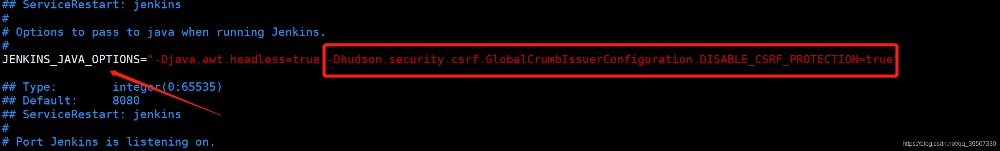 ## ServiceRestart: jenkins
#
# Options to pass to java when running Jenkins.
#
JENKINS_JAVA_OPTIONS="-Djava.awt.headless=true -Dhudson.security.csrf.GlobalCrumbIssuerConfiguration.DISABLE_CSRF_PROTECTION=true"
## Type:        integer(0:65535)
## Default:     8080
## ServiceRestart: jenkins
#
# Port Jenkins is listening on.
https://blog.csdn.net/qq_39507330